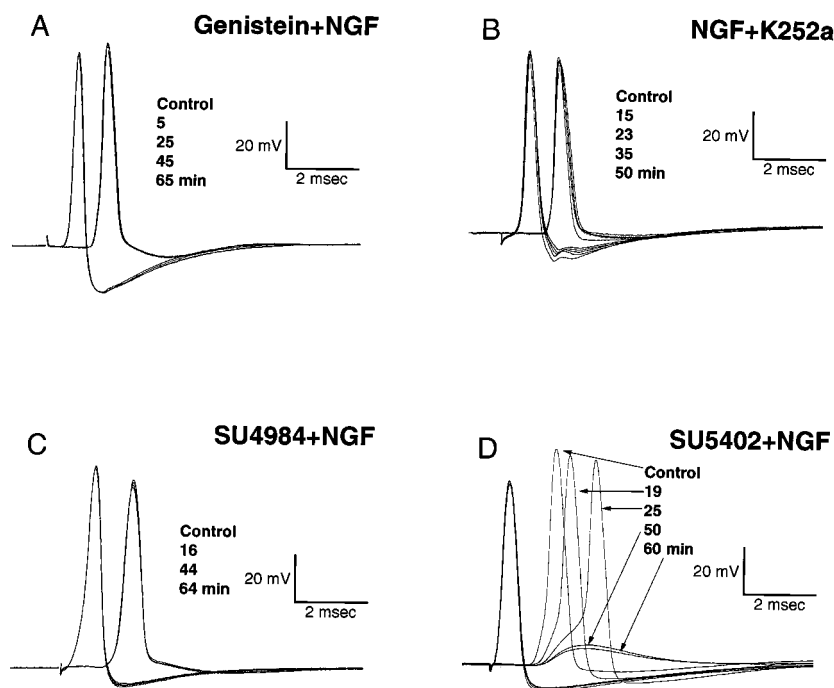 A
Genistein+NGF
Control
5
25
45
65 min
20 mV
2 msec
B
NGF+K252a
Control
15
23
35
50 min
20 mV
2 msec
C
SU4984+NGF
Control
16
44
64 min
20 mV
2 msec
D
SU5402+NGF
Control
19
25
50
60 min
20 mV
2 msec